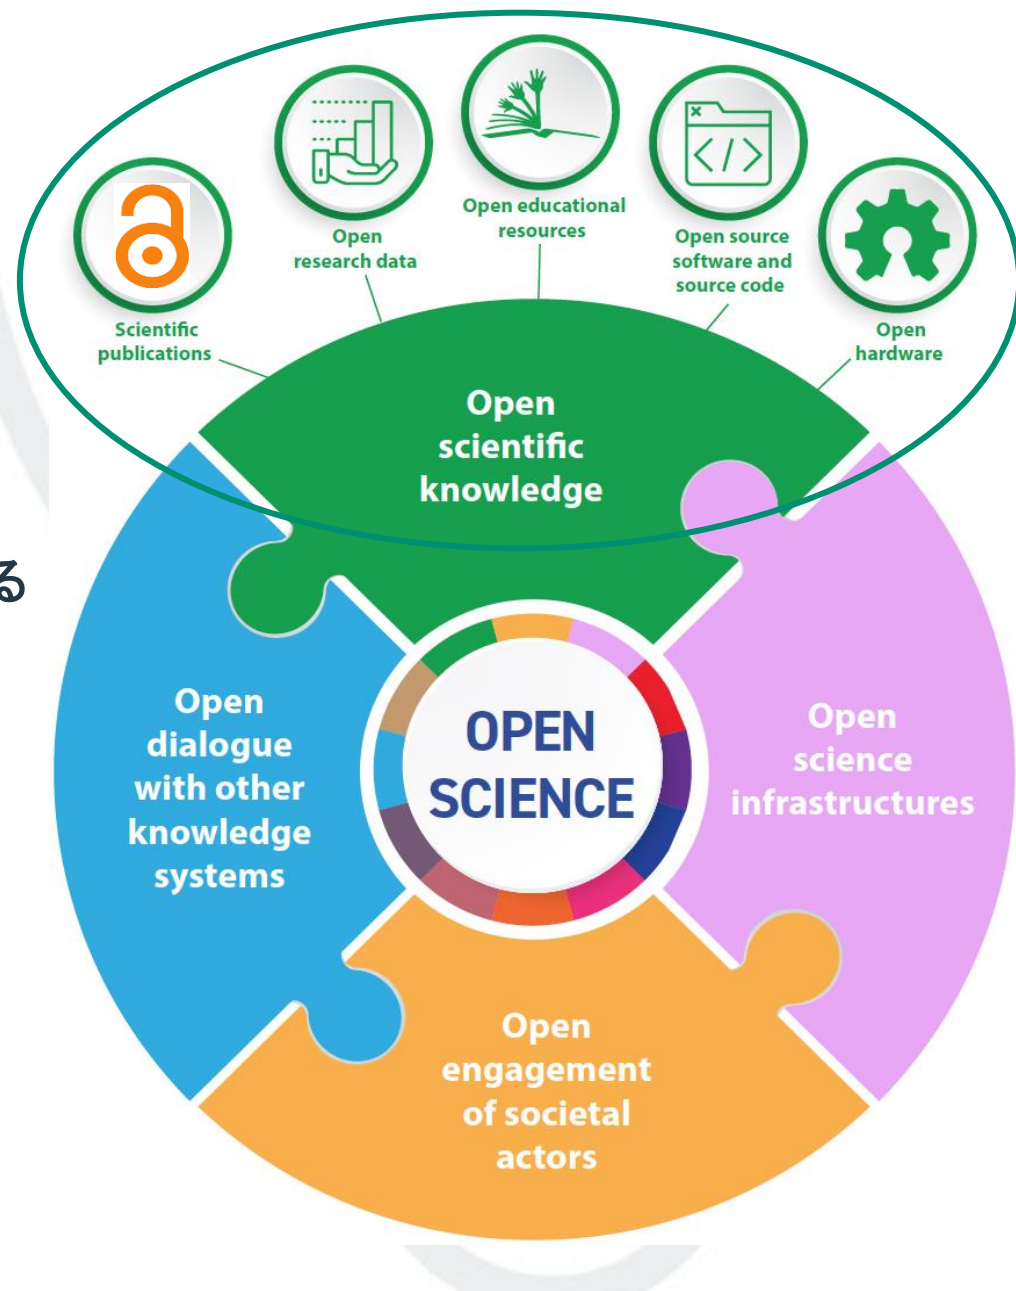 Open educational
resources
Open
research data
Open source
software and
source code
Scientific
publications
Open
hardware
Open
scientific
knowledge
る
Open
dialogue
with other
knowledge
systems
OPEN
SCIENCE
Open
science
infrastructures
Open
engagement
of societal
actors